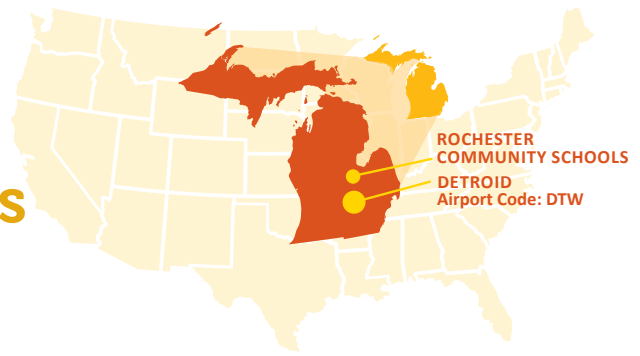 ROCHESTER
COMMUNITY SCHOOLS
DETROID
Airport Code: DTW
S